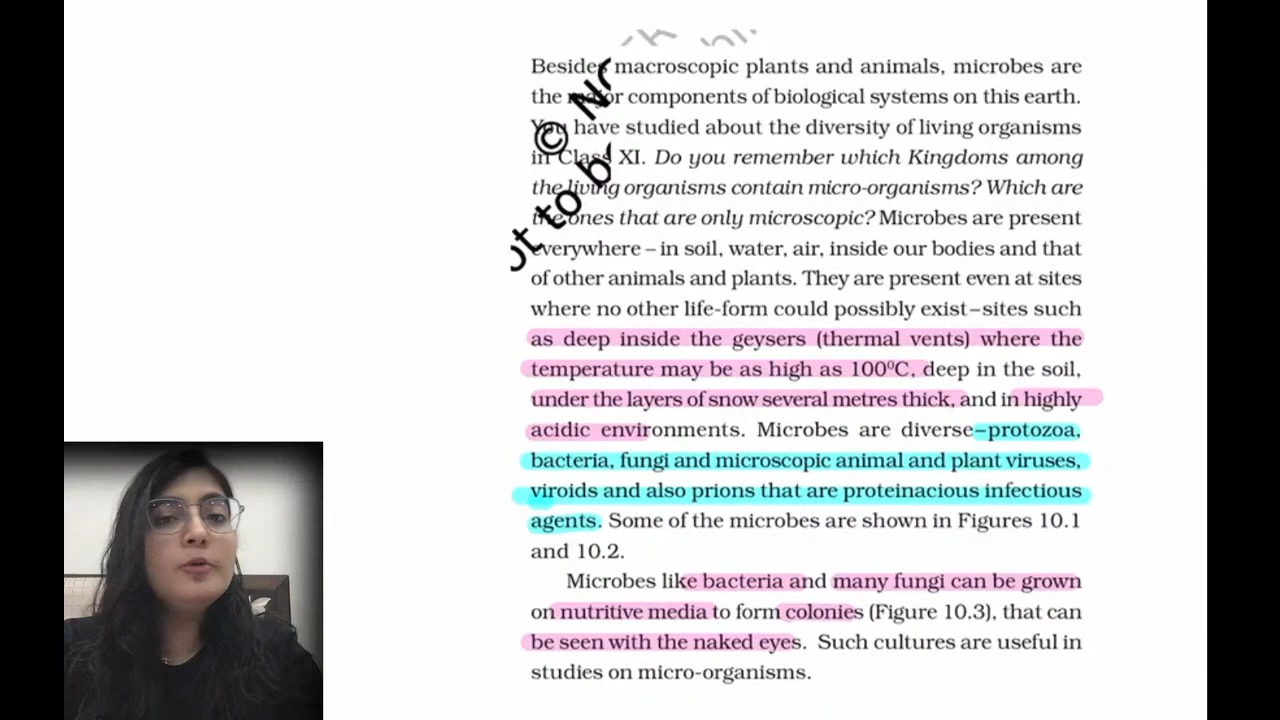 © NC
ot to b
Besides macroscopic plants and animals, microbes are
the major components of biological systems on this earth.
You have studied about the diversity of living organisms
in Class XI. Do you remember which Kingdoms among
the living organisms contain micro-organisms? Which are
the ones that are only microscopic? Microbes are present
everywhere – in soil, water, air, inside our bodies and that
of other animals and plants. They are present even at sites
where no other life-form could possibly exist–sites such
as deep inside the geysers (thermal vents) where the
temperature may be as high as 100⁰C, deep in the soil,
under the layers of snow several metres thick, and in highly
acidic environments. Microbes are diverse–protozoa,
bacteria, fungi and microscopic animal and plant viruses,
viroids and also prions that are proteinacious infectious
agents. Some of the microbes are shown in Figures 10.1
and 10.2.
Microbes like bacteria and many fungi can be grown
on nutritive media to form colonies (Figure 10.3), that can
be seen with the naked eyes. Such cultures are useful in
studies on micro-organisms.